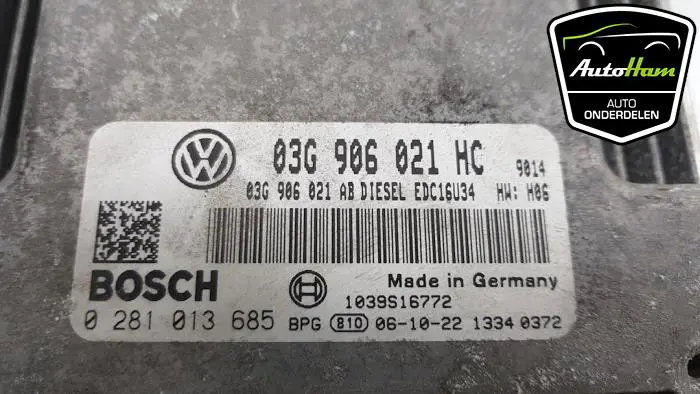 AutoHam
AUTO
ONDERDELEN
03G 906 021 HC 9014
03G 906 021 AB DIESEL EDC16U34 HW: H06
BOSCH
Made in Germany
1039S16772
0 281 013 685 BPG 810 06-10-22 1334 0372